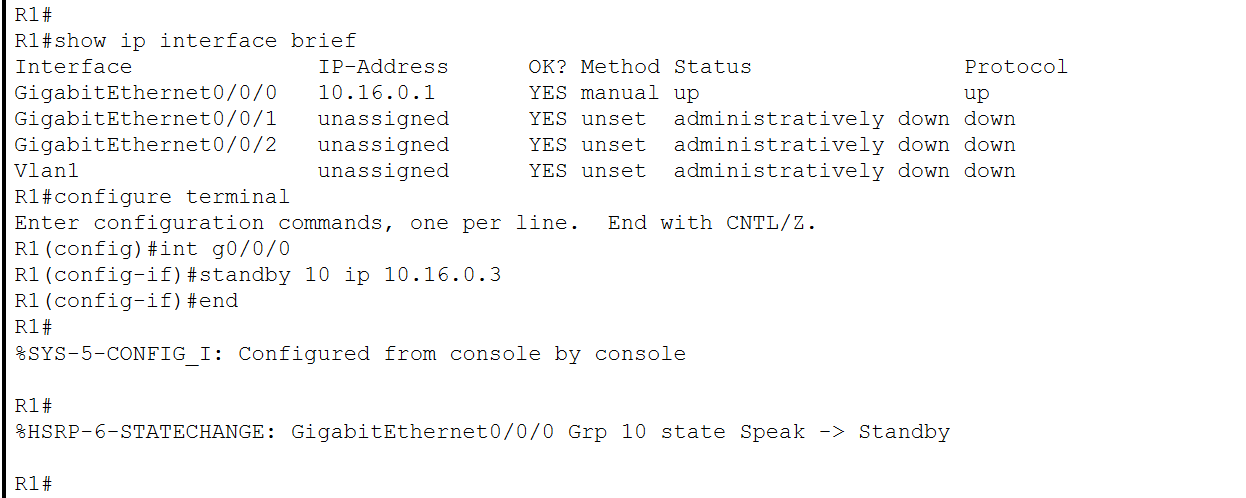 R1#
R1#show ip interface brief
Interface              IP-Address      OK? Method Status                Protocol
GigabitEthernet0/0/0   10.16.0.1       YES manual up                    up
GigabitEthernet0/0/1   unassigned      YES unset  administratively down down
GigabitEthernet0/0/2   unassigned      YES unset  administratively down down
Vlan1                  unassigned      YES unset  administratively down down
R1#configure terminal
Enter configuration commands, one per line.  End with CNTL/Z.
R1(config)#int g0/0/0
R1(config-if)#standby 10 ip 10.16.0.3
R1(config-if)#end
R1#
%SYS-5-CONFIG_I: Configured from console by console

R1#
%HSRP-6-STATECHANGE: GigabitEthernet0/0/0 Grp 10 state Speak -> Standby

R1#